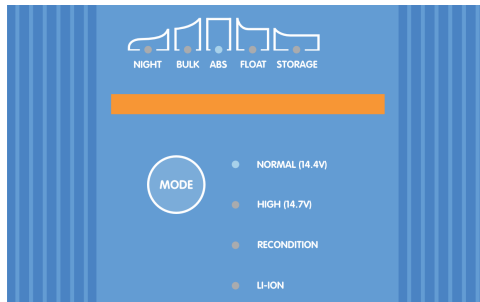 NIGHT BULK ABS FLOAT STORAGE
MODE
NORMAL (14.4V)
HIGH (14.7V)
RECONDITION
LI-ION